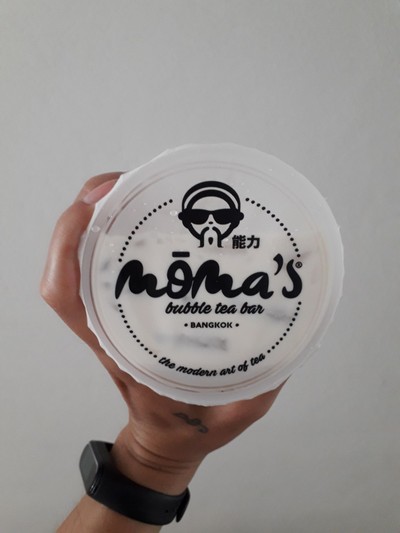 能力
mōma's®
bubble tea bar
• BANGKOK •
the modern art of tea